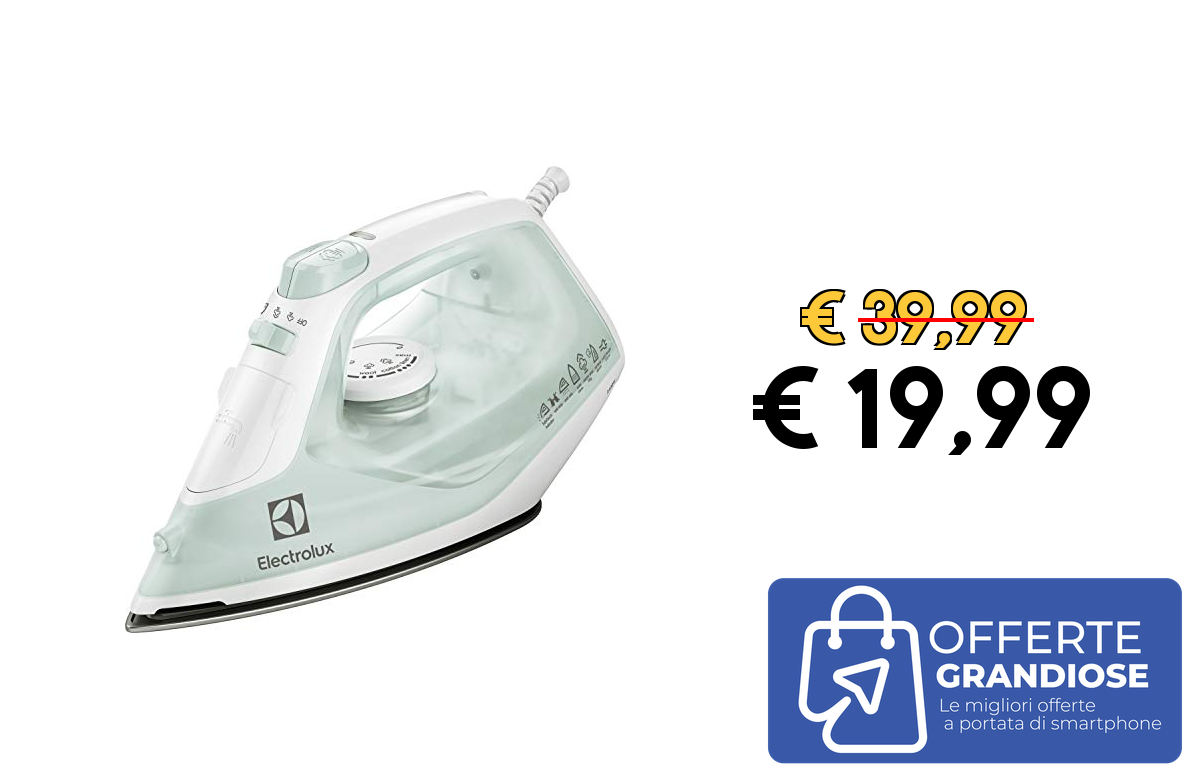 € 39,99
€ 19,99
Electrolux
OFFERTE
GRANDIOSE
Le migliori offerte
a portata di smartphone